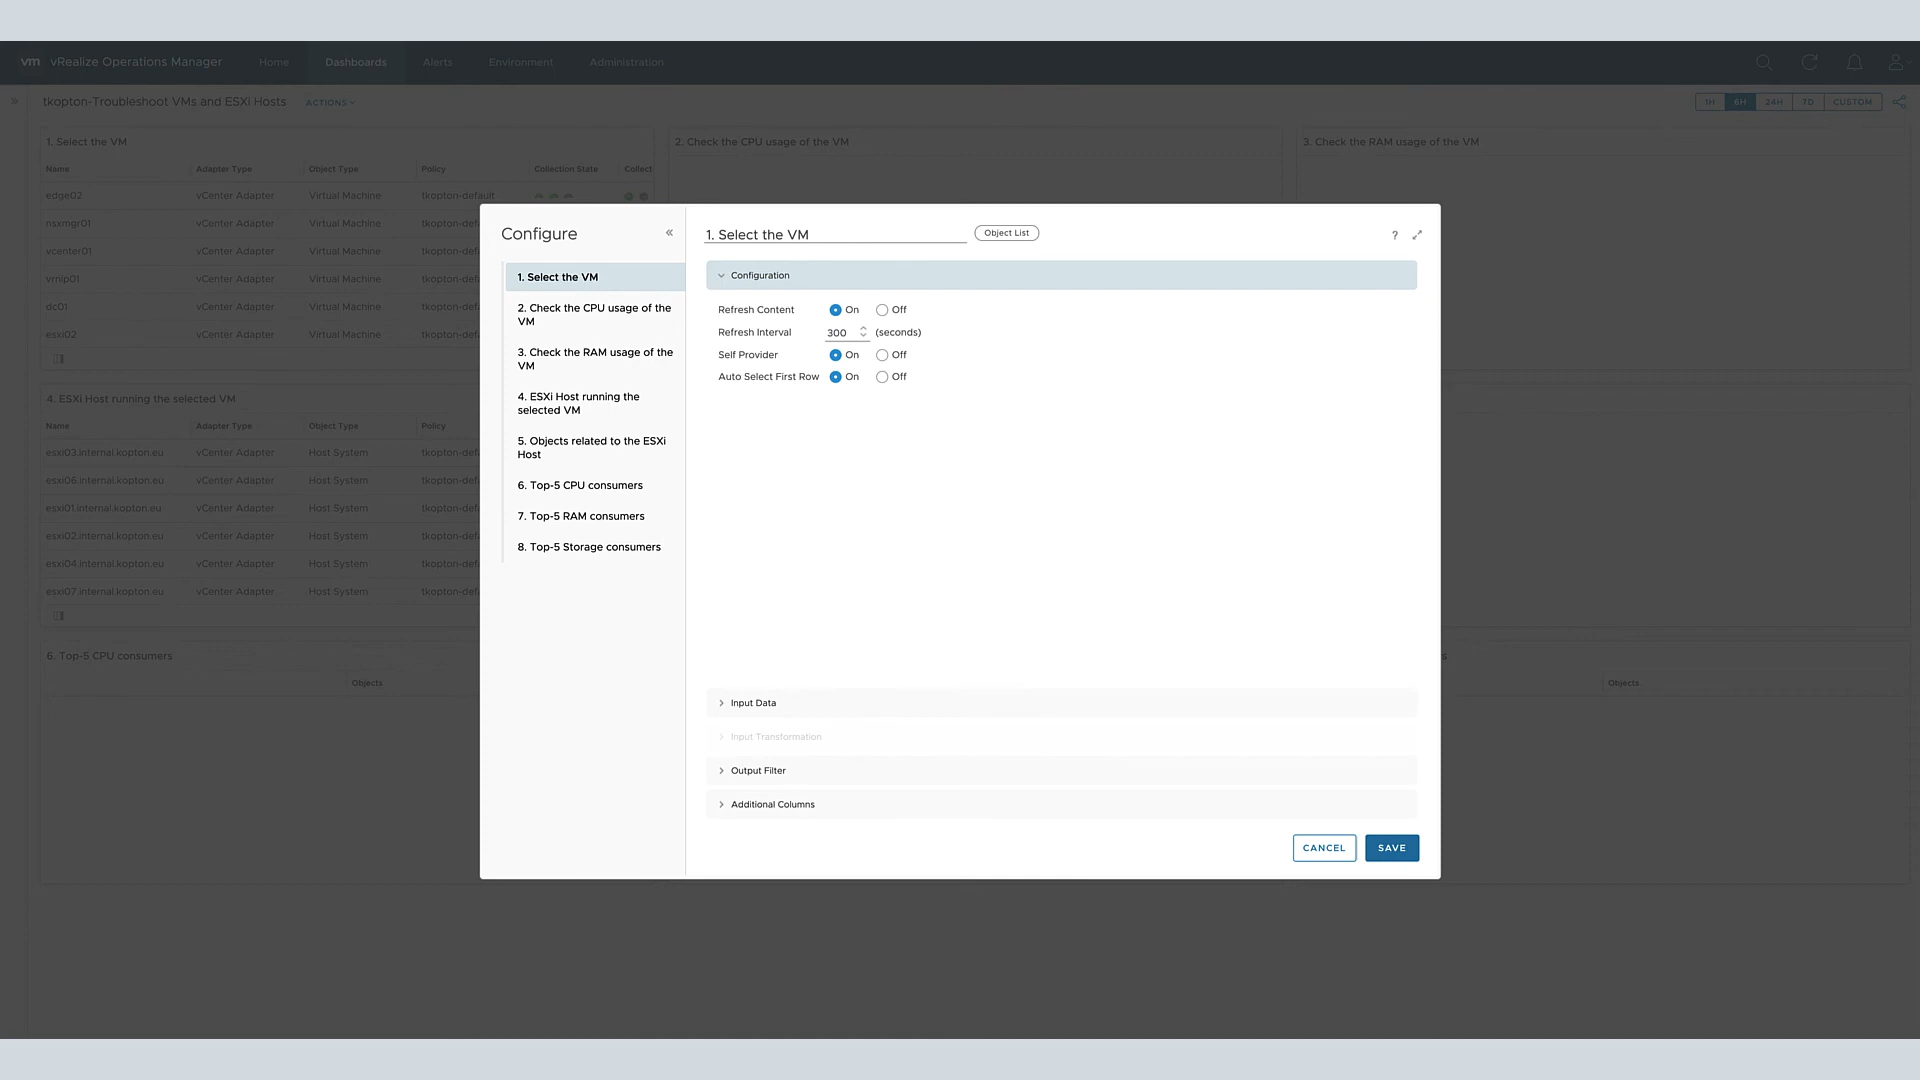 vm vRealize Operations Manager Home Dashboards Alerts Environment Administration
tkopton-Troubleshoot VMs and ESXi Hosts ACTIONS 1H 6H 24H 7D CUSTOM
1. Select the VM
Name Adapter Type Object Type Policy Collection State Collect
edge02 vCenter Adapter Virtual Machine tkopton-default
nsxmgr01 vCenter Adapter Virtual Machine tkopton-defa
vcenter01 vCenter Adapter Virtual Machine tkopton-defa
vrnip01 vCenter Adapter Virtual Machine tkopton-defa
dc01 vCenter Adapter Virtual Machine tkopton-defa
esxi02 vCenter Adapter Virtual Machine tkopton-defa
2. Check the CPU usage of the VM
3. Check the RAM usage of the VM
4. ESXi Host running the selected VM
Name Adapter Type Object Type Policy
esxi03.internal.kopton.eu vCenter Adapter Host System tkopton-defa
esxi06.internal.kopton.eu vCenter Adapter Host System tkopton-defa
esxi01.internal.kopton.eu vCenter Adapter Host System tkopton-defa
esxi02.internal.kopton.eu vCenter Adapter Host System tkopton-defa
esxi04.internal.kopton.eu vCenter Adapter Host System tkopton-defa
esxi07.internal.kopton.eu vCenter Adapter Host System tkopton-defa
6. Top-5 CPU consumers
Objects
s
Objects
Configure «
1. Select the VM
2. Check the CPU usage of the
VM
3. Check the RAM usage of the
VM
4. ESXi Host running the
selected VM
5. Objects related to the ESXi
Host
6. Top-5 CPU consumers
7. Top-5 RAM consumers
8. Top-5 Storage consumers
1. Select the VM Object List ?
Configuration
Refresh Content On Off
Refresh Interval 300 (seconds)
Self Provider On Off
Auto Select First Row On Off
Input Data
Input Transformation
Output Filter
Additional Columns
CANCEL SAVE